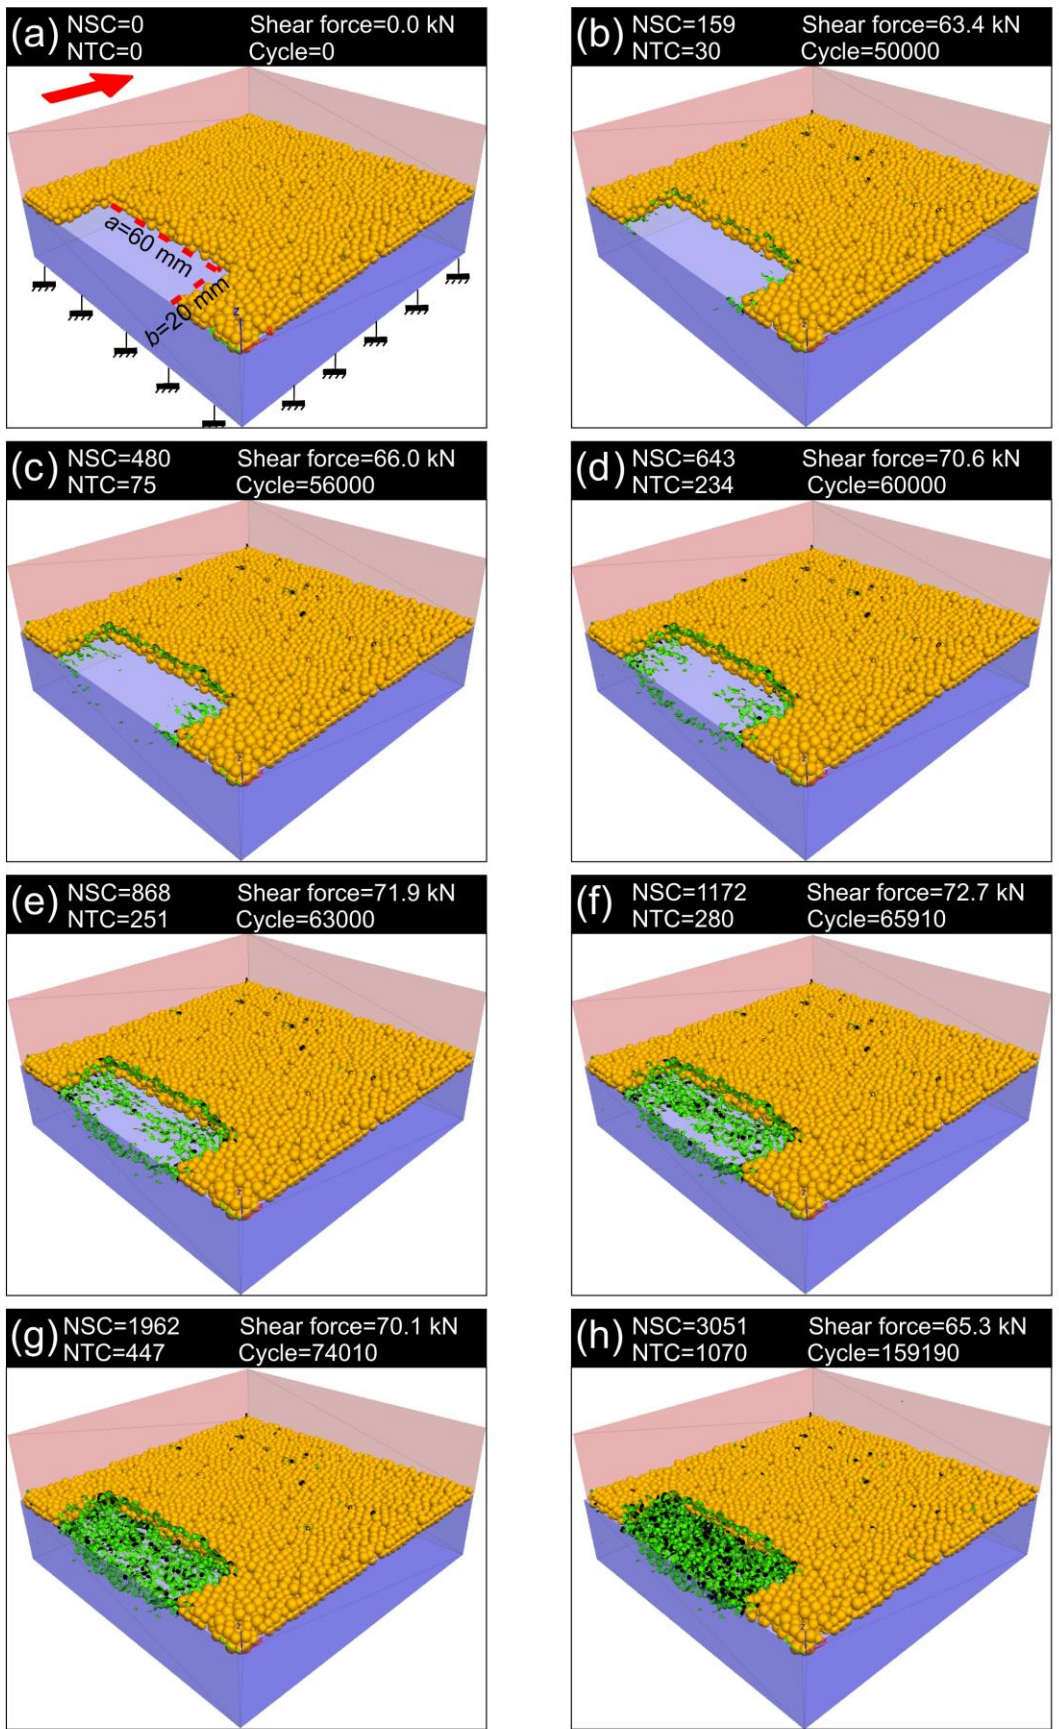 (a) NSC=0 Shear force=0.0 kN
NTC=0 Cycle=0
a=60 mm
b=20 mm
z
(b) NSC=159 Shear force=63.4 kN
NTC=30 Cycle=50000
z
(c) NSC=480 Shear force=66.0 kN
NTC=75 Cycle=56000
z
(d) NSC=643 Shear force=70.6 kN
NTC=234 Cycle=60000
z
(e) NSC=868 Shear force=71.9 kN
NTC=251 Cycle=63000
z
(f) NSC=1172 Shear force=72.7 kN
NTC=280 Cycle=65910
z
(g) NSC=1962 Shear force=70.1 kN
NTC=447 Cycle=74010
z
(h) NSC=3051 Shear force=65.3 kN
NTC=1070 Cycle=159190
z